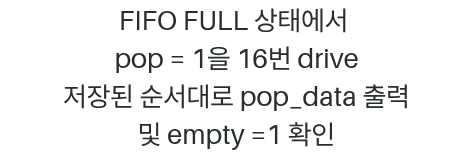 FIFO FULL 상태에서
pop = 1을 16번 drive
저장된 순서대로 pop_data 출력
및 empty =1 확인